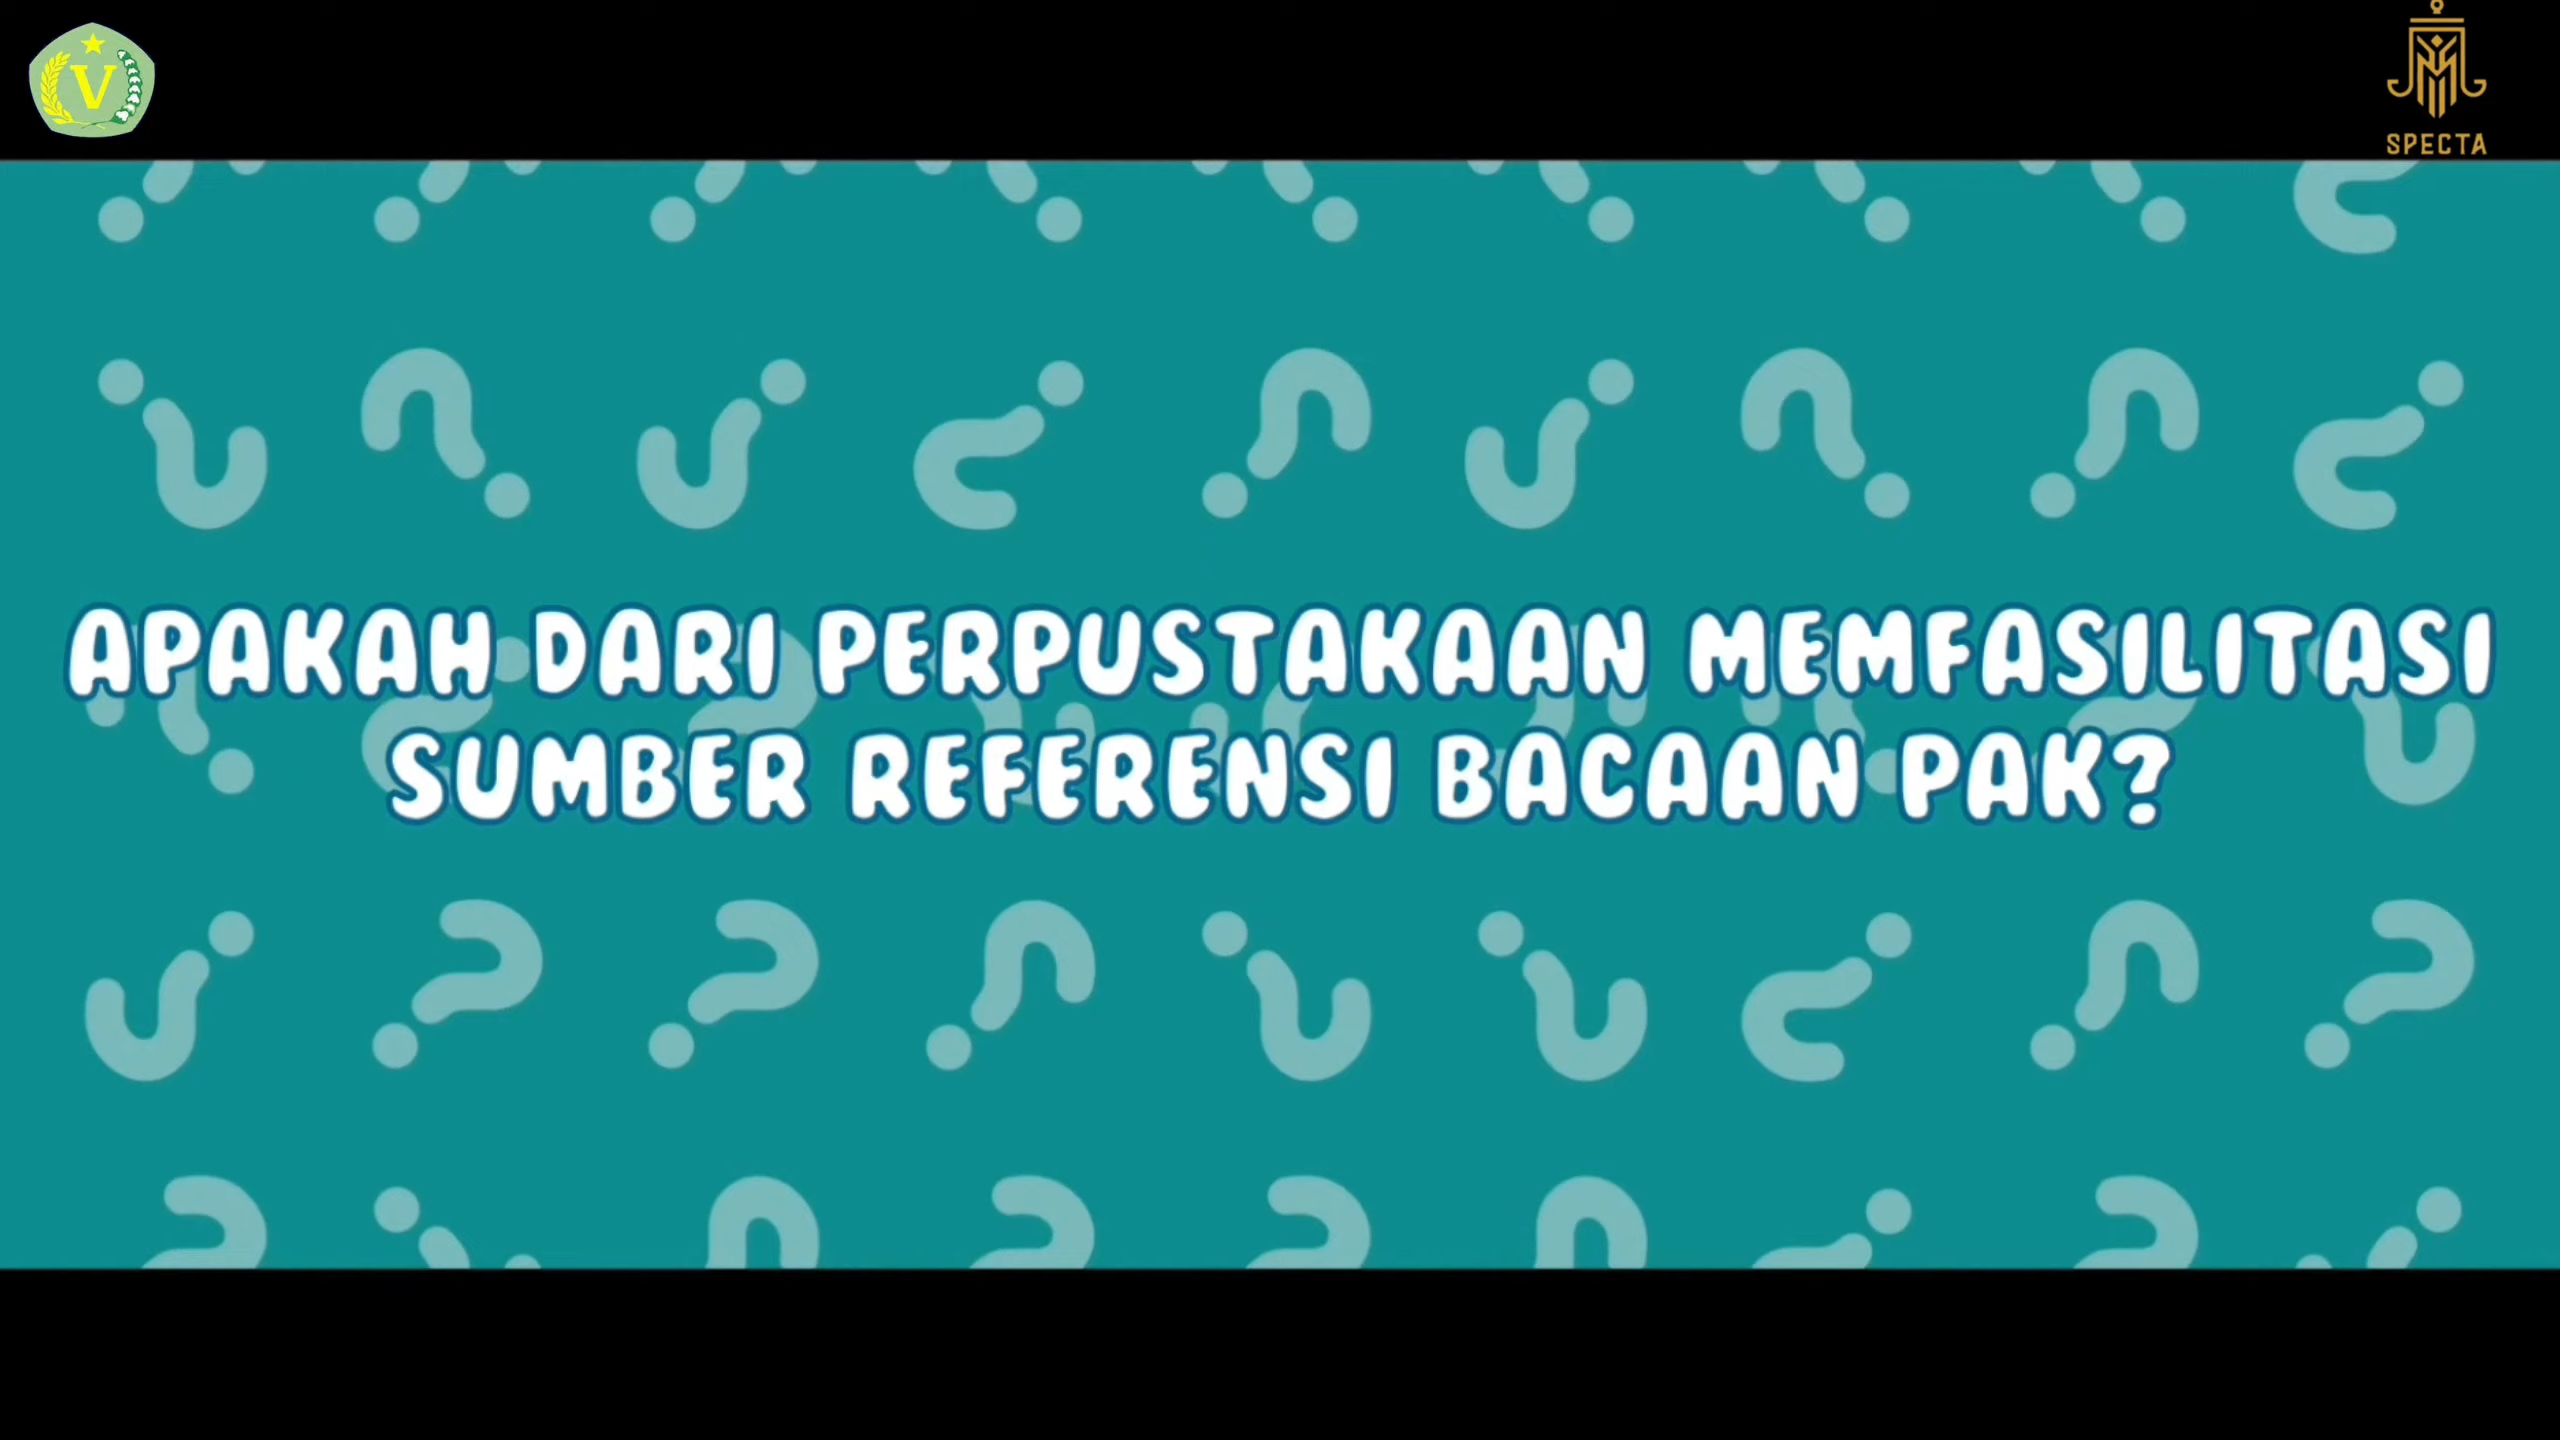 V
SPECTA
APAKAH DARI PERPUSTAKAAN MEMFASILITASI
SUMBER REFERENSI BACAAN PAK?